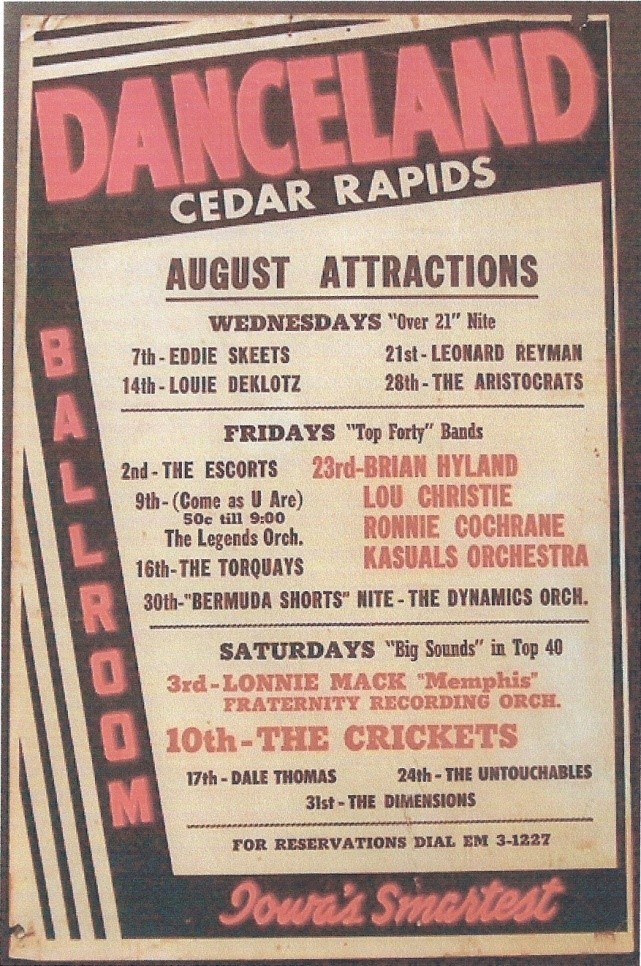 DANCELAND
CEDAR RAPIDS
BALLROOM
AUGUST ATTRACTIONS
WEDNESDAYS "Over 21" Nite
7th - EDDIE SKEETS
21st - LEONARD REYMAN
14th - LOUIE DEKLOTZ
28th - THE ARISTOCRATS
FRIDAYS "Top Forty" Bands
2nd - THE ESCORTS
9th - (Come as U Are)
50c till 9:00
The Legends Orch.
16th - THE TORQUAYS
23rd - BRIAN HYLAND
LOU CHRISTIE
RONNIE COCHRANE
KASUALS ORCHESTRA
30th - "BERMUDA SHORTS" NITE - THE DYNAMICS ORCH.
SATURDAYS "Big Sounds" in Top 40
3rd - LONNIE MACK "Memphis"
FRATERNITY RECORDING ORCH.
10th - THE CRICKETS
17th - DALE THOMAS
24th - THE UNTOUCHABLES
31st - THE DIMENSIONS
FOR RESERVATIONS DIAL EM 3-1227
Iowa's Smartest